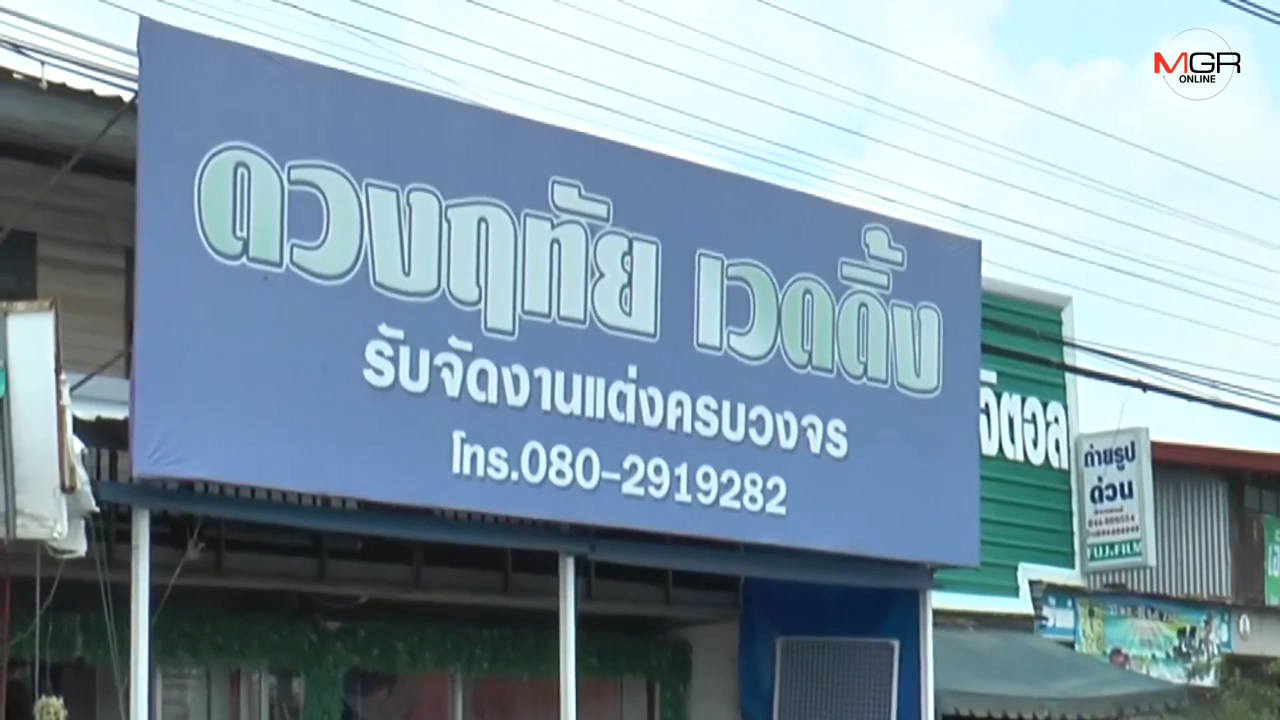 MGR
ONLINE
ดวงฤทัย เวดดิ้ง
รับจัดงานแต่งครบวงจร
โทร.080-2919282
จิตอล
ถ่ายรูป
ด่วน
FUJIFILM